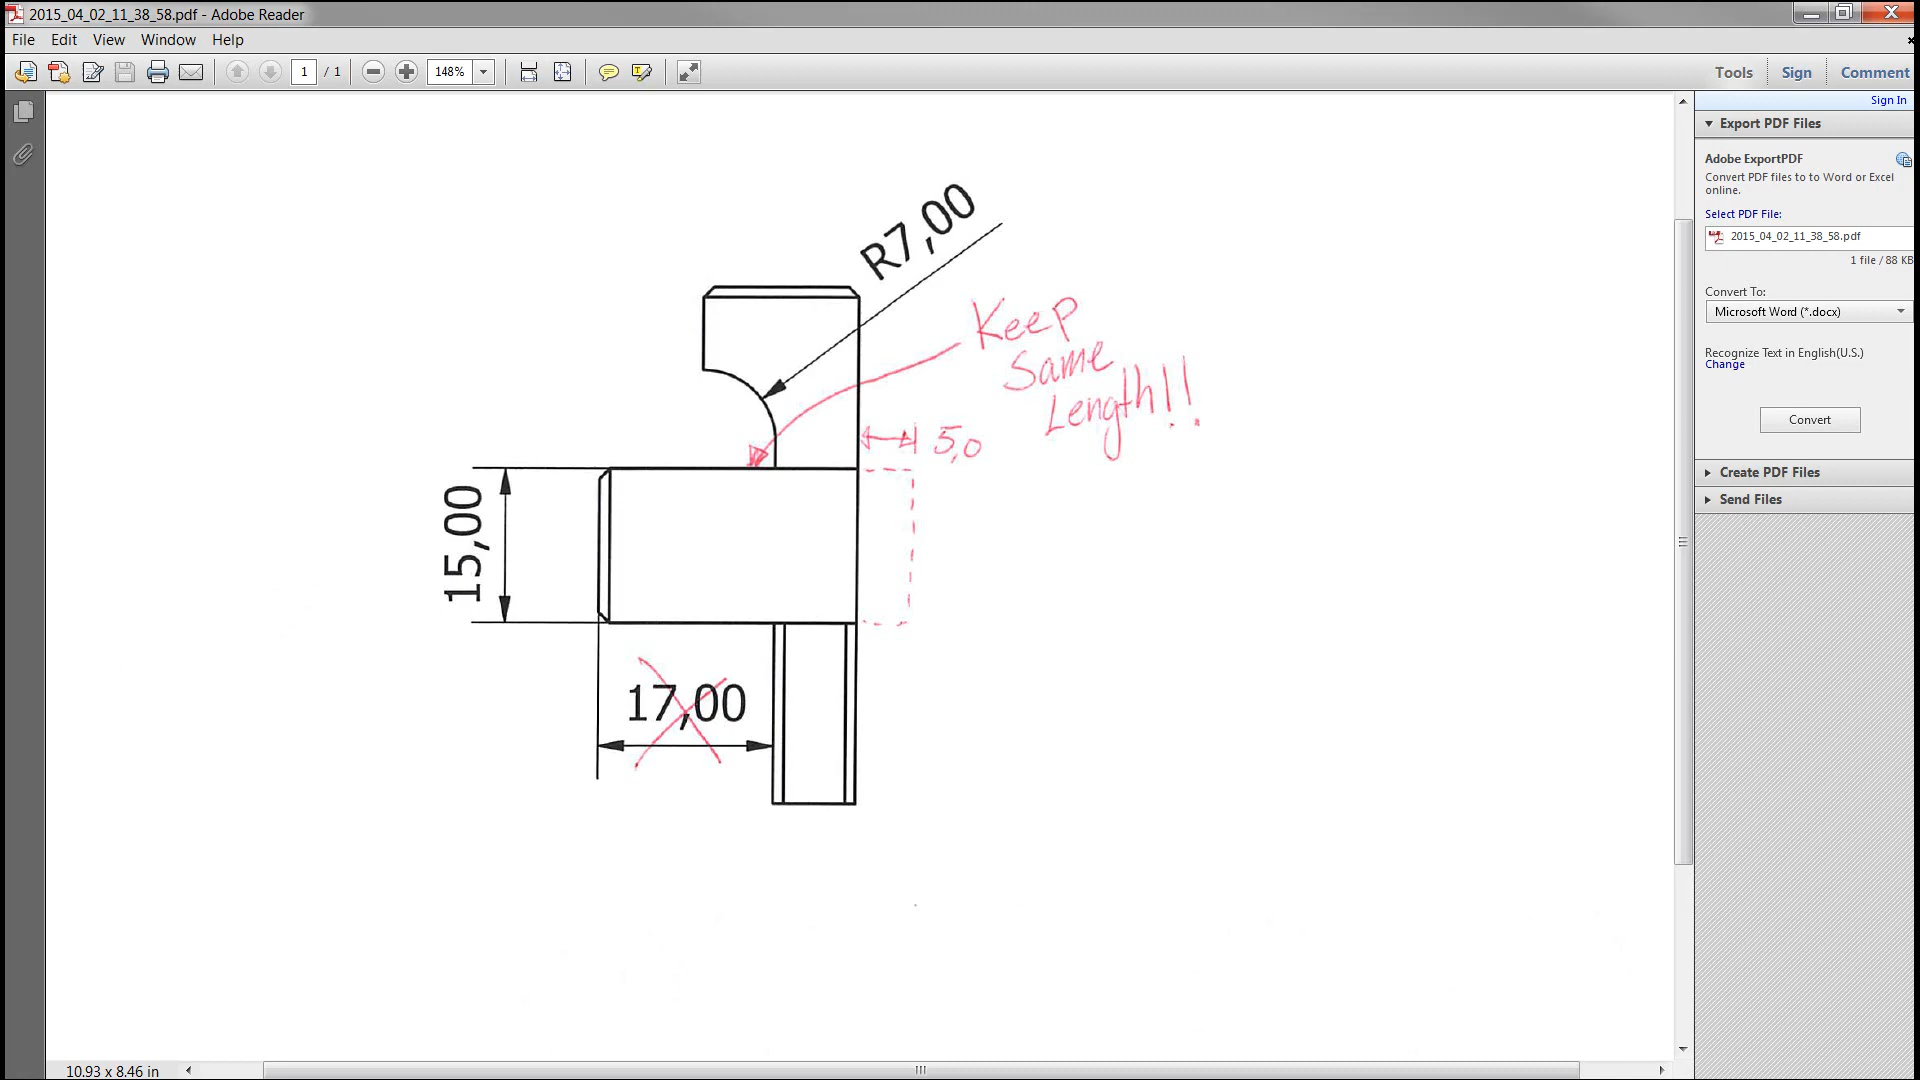 2015_04_02_11_38_58.pdf - Adobe Reader
File Edit View Window Help
1 / 1 148% Tools Sign Comment
Sign In
Export PDF Files
Adobe ExportPDF
Convert PDF files to to Word or Excel
online.
Select PDF File:
2015_04_02_11_38_58.pdf
1 file / 88 KB
Convert To:
Microsoft Word (*.docx)
Recognize Text in English(U.S.)
Change
Convert
Create PDF Files
Send Files
R7,00
Keep
Same
Length!!
5,0
15,00
17,00
10.93 x 8.46 in